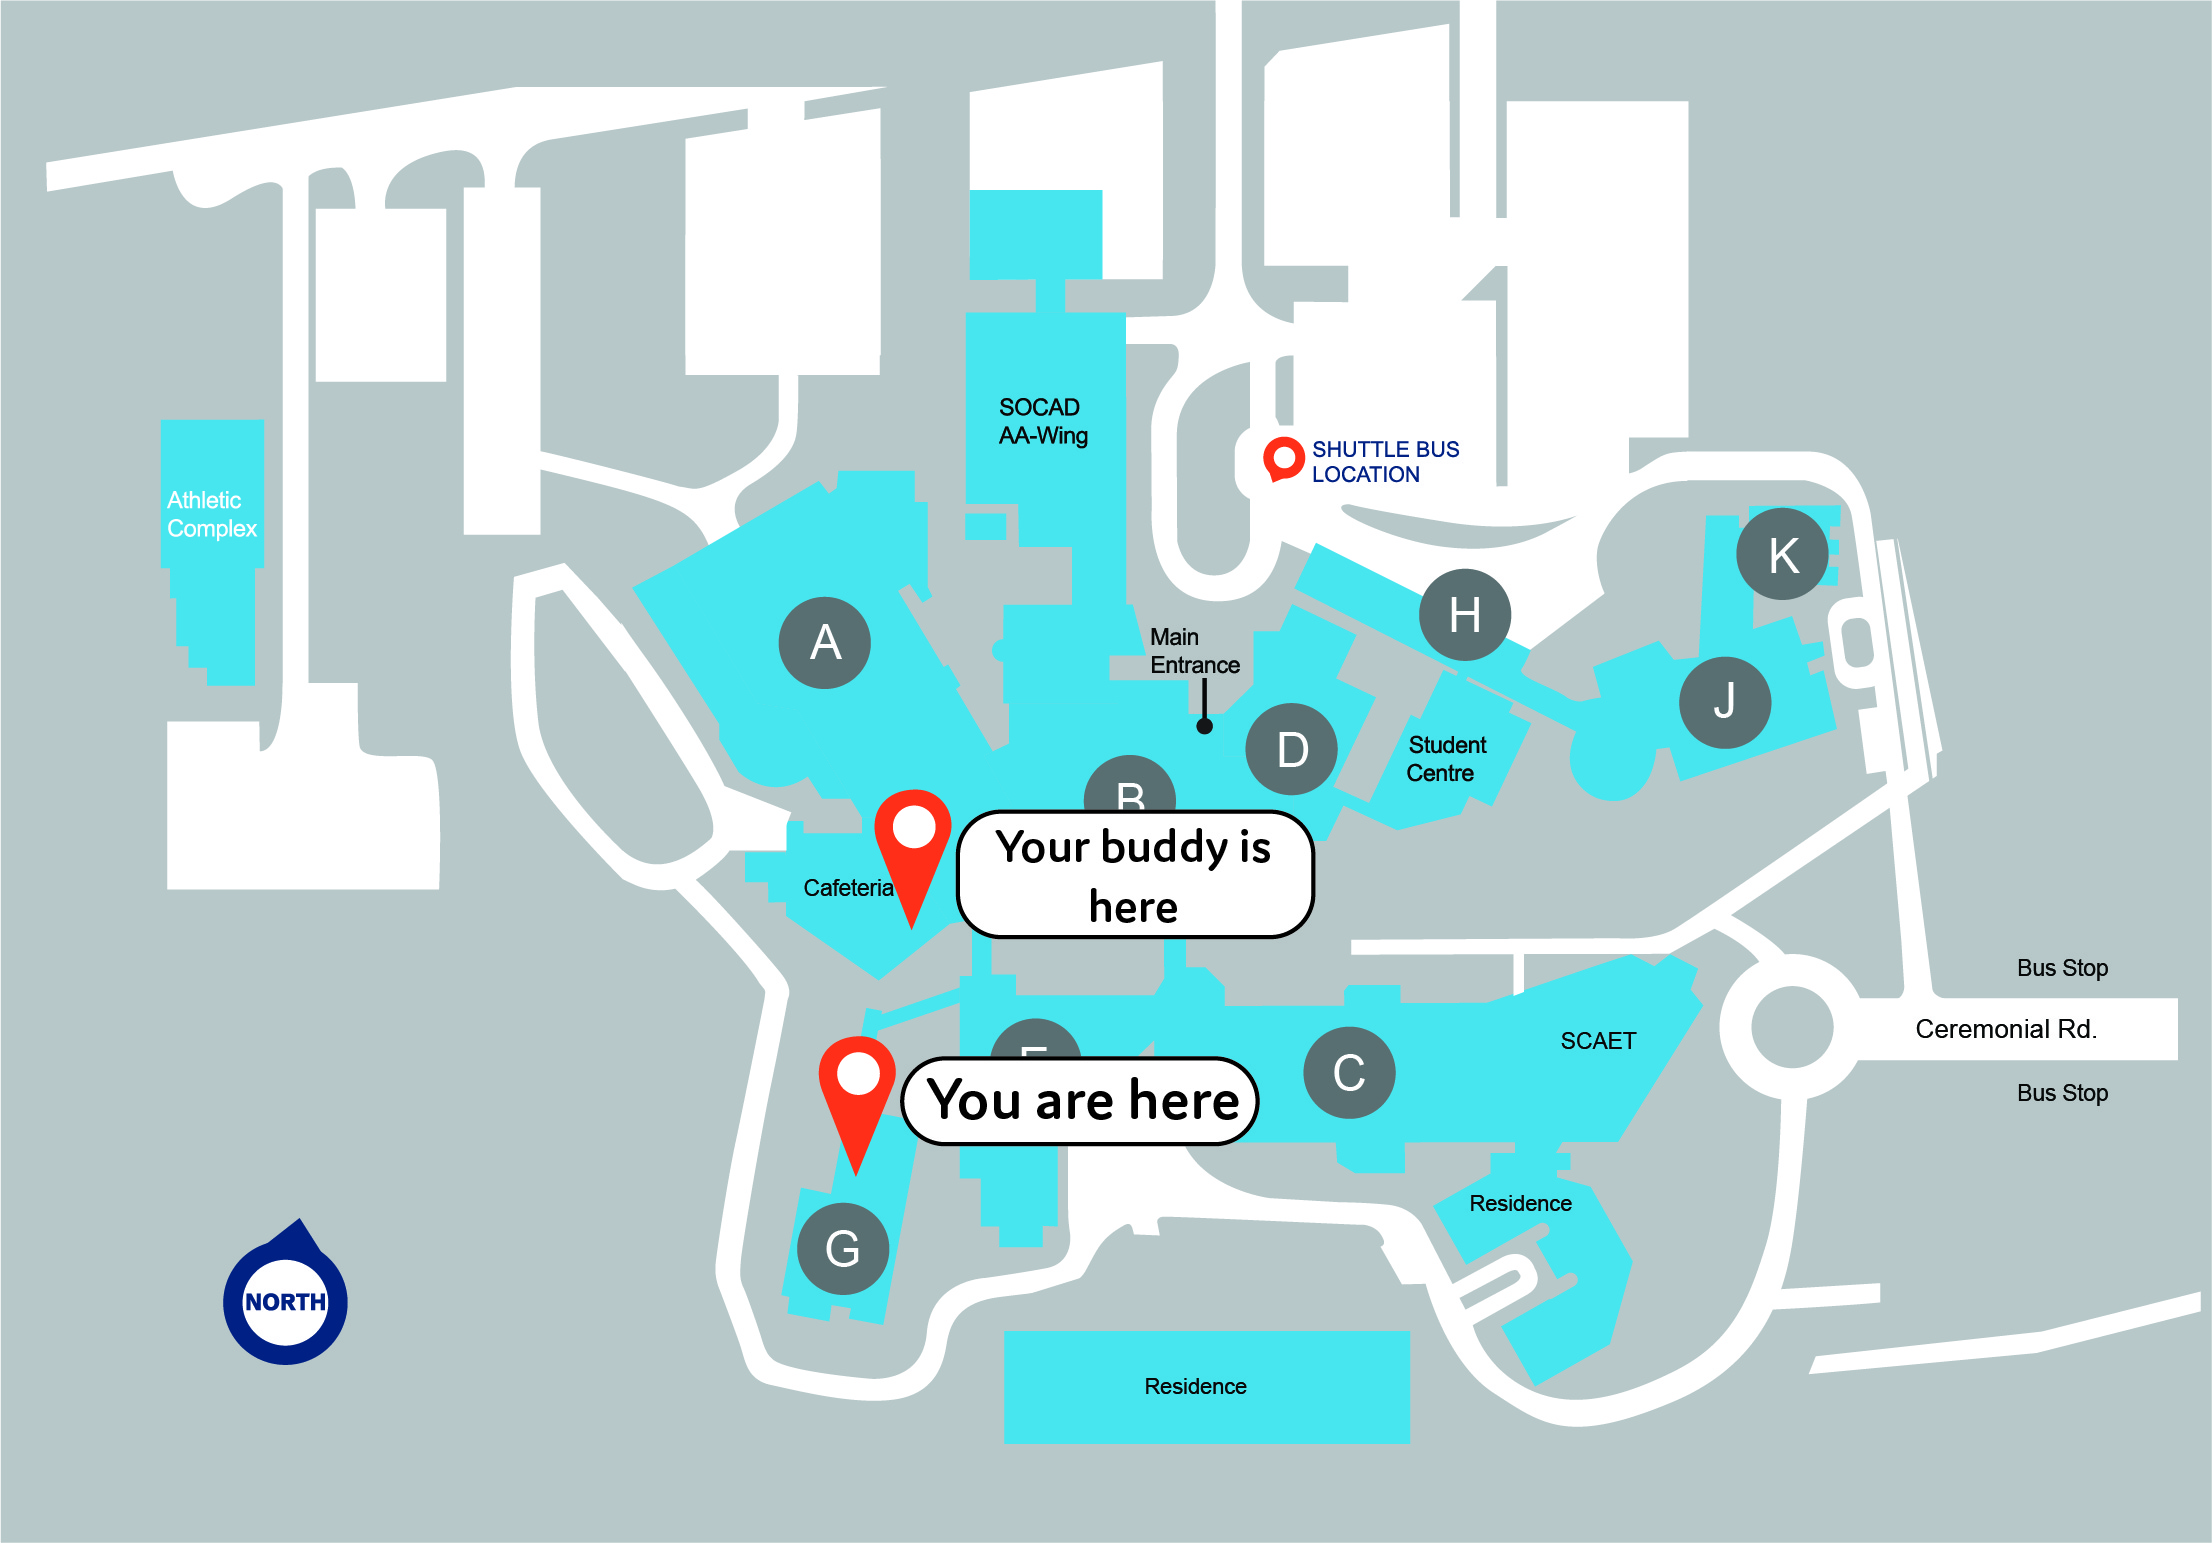 SOCAD
AA-Wing
SHUTTLE BUS
LOCATION
Athletic
Complex
K
H
A
Main
Entrance
J
D
Student
Centre
B
Your buddy is
here
Cafeteria
Bus Stop
Ceremonial Rd.
SCAET
C
You are here
Bus Stop
Residence
G
NORTH
Residence